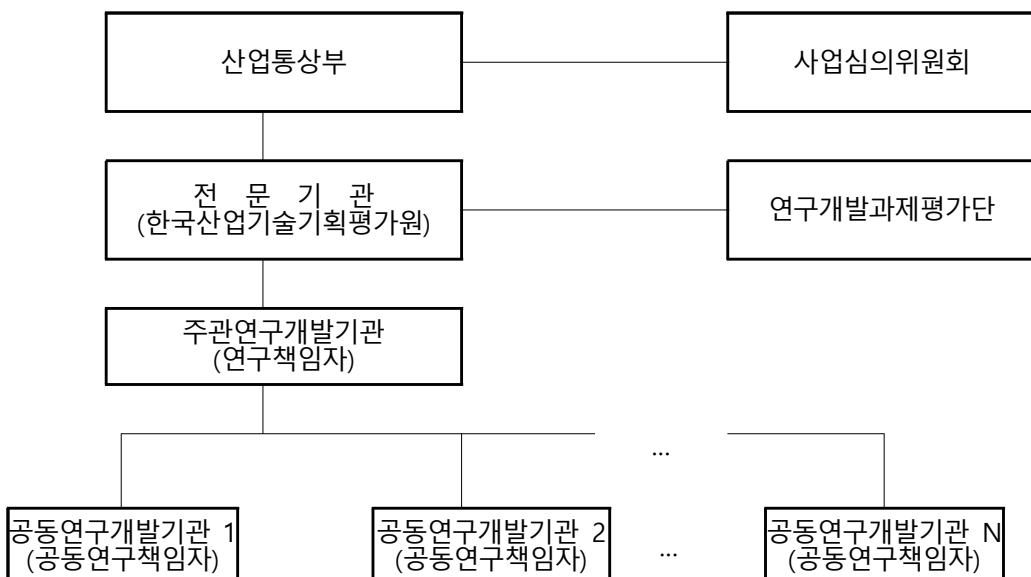 산업통상부
사업심의위원회
전 문 기 관
(한국산업기술기획평가원)
연구개발과제평가단
주관연구개발기관
(연구책임자)
...
공동연구개발기관 1
(공동연구책임자)
공동연구개발기관 2
(공동연구책임자)
...
공동연구개발기관 N
(공동연구책임자)